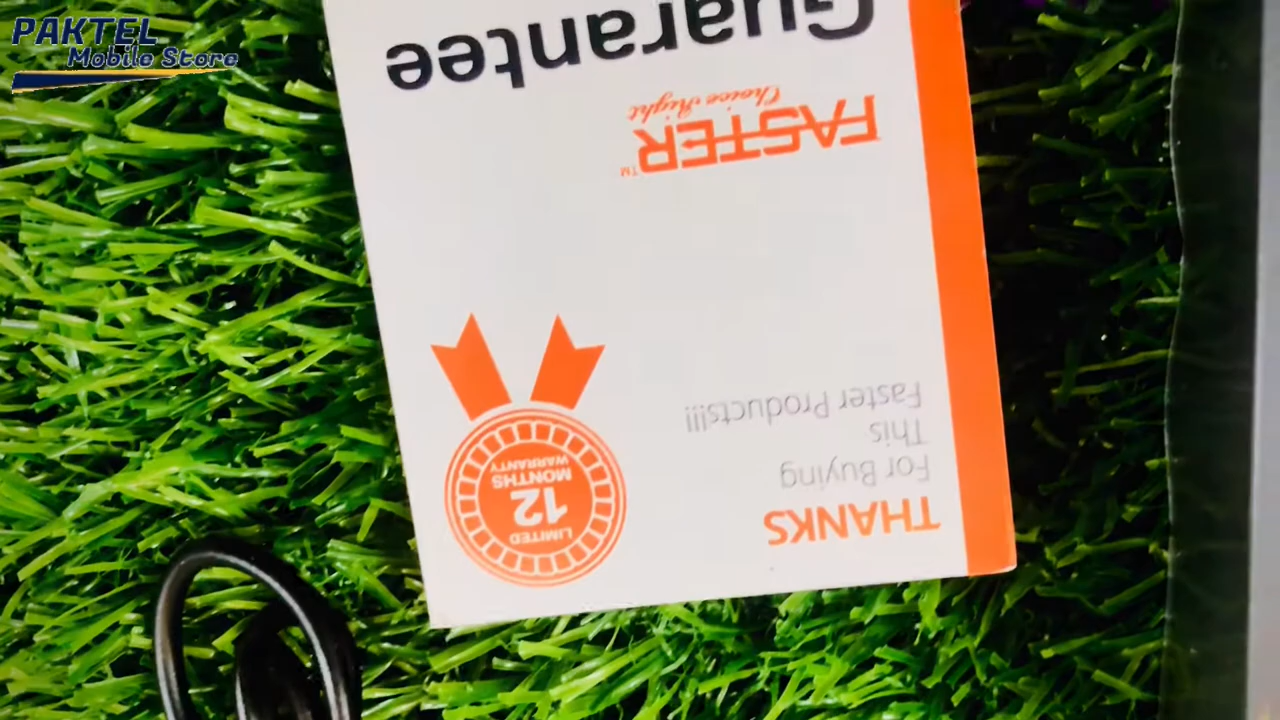 PAKTEL
Mobile Store
THANKS
For Buying
This
Faster Products!!!
LIMITED
12
MONTHS
WARRANTY
FASTER™
Choice Right
Guarantee